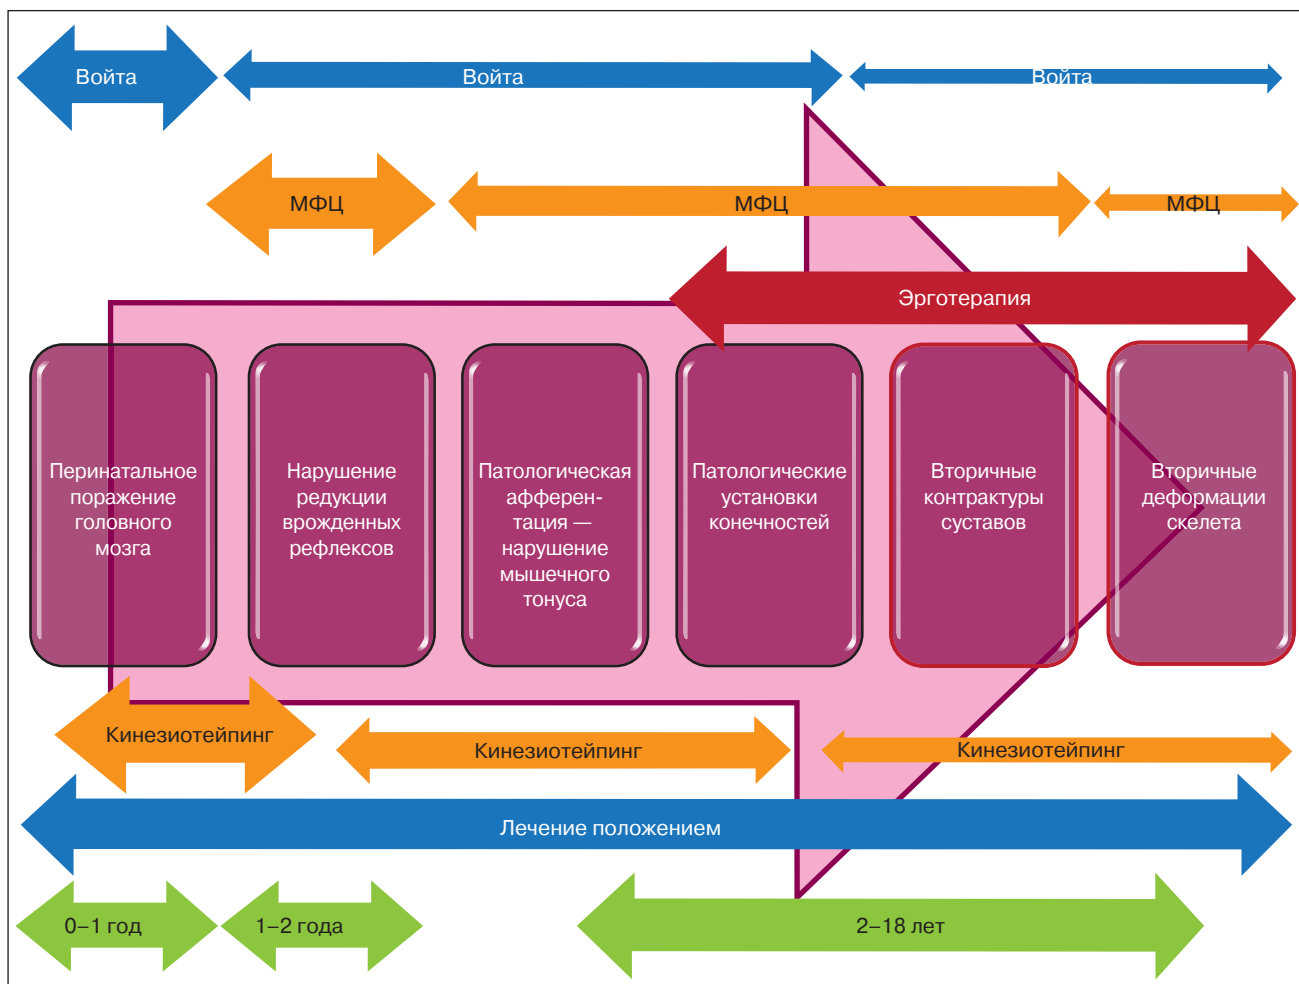 Войта
Войта
Войта
МФЦ
МФЦ
МФЦ
Эрготерапия
Перинатальное
поражение
головного
мозга
Нарушение
редукции
врожденных
рефлексов
Патологическая
афферен-
тация —
нарушение
мышечного
тонуса
Патологические
установки
конечностей
Вторичные
контрактуры
суставов
Вторичные
деформации
скелета
Кинезиотейпинг
Кинезиотейпинг
Кинезиотейпинг
Лечение положением
0–1 год
1–2 года
2–18 лет